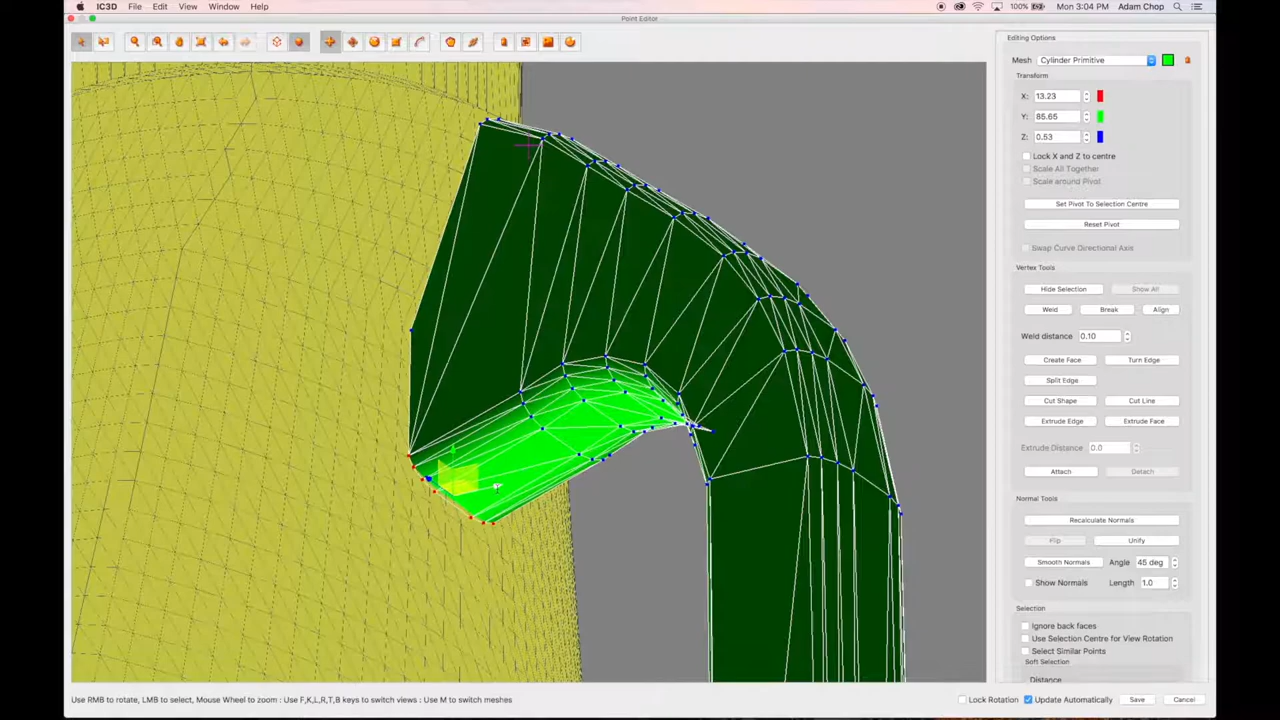 IC3D File Edit View Window Help 100% Mon 3:04 PM Adam Chop
Point Editor
Editing Options
Mesh Cylinder Primitive
Transform
X: 13.23
Y: 85.65
Z: 0.53
Lock X and Z to centre
Scale All Together
Scale around Pivot
Set Pivot To Selection Centre
Reset Pivot
Swap Curve Directional Axis
Vertex Tools
Hide Selection Show All
Weld Break Align
Weld distance 0.10
Create Face Turn Edge
Split Edge
Cut Shape Cut Line
Extrude Edge Extrude Face
Extrude Distance 0.0
Attach Detach
Normal Tools
Recalculate Normals
Flip Unify
Smooth Normals Angle 45 deg
Show Normals Length 1.0
Selection
Ignore back faces
Use Selection Centre for View Rotation
Select Similar Points
Soft Selection
Distance
Use RMB to rotate, LMB to select, Mouse Wheel to zoom : Use F,K,L,R,T,B keys to switch views : Use M to switch meshes Lock Rotation Update Automatically Save Cancel